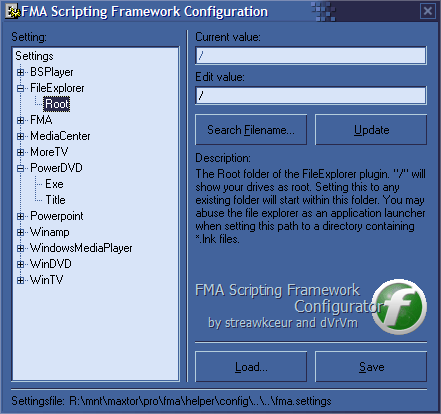 FMA Scripting Framework Configuration
Setting:
Settings
BSPlayer
FileExplorer
Root
FMA
MediaCenter
MoreTV
PowerDVD
Exe
Title
Powerpoint
Winamp
WindowsMediaPlayer
WinDVD
WinTV
Current value:
/
Edit value:
/
Search Filename...
Update
Description:
The Root folder of the FileExplorer plugin. "/" will
show your drives as root. Setting this to any
existing folder will start within this folder. You may
abuse the file explorer as an application launcher
when setting this path to a directory containing
*.lnk files.
FMA Scripting Framework
Configurator
by streawkceur and dVrVm
f
Load...
Save
Settingsfile: R:\mnt\maxtor\pro\fma\helper\config\..\..\fma.settings